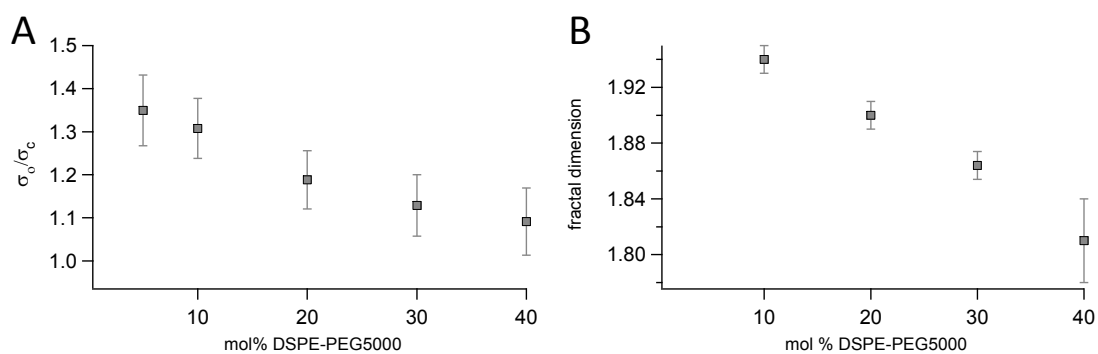 A
1.5
1.4
1.3
1.2
1.1
1.0
σo/σc
10 20 30 40
mol% DSPE-PEG5000
B
1.92
1.88
1.84
1.80
fractal dimension
10 20 30 40
mol % DSPE-PEG5000